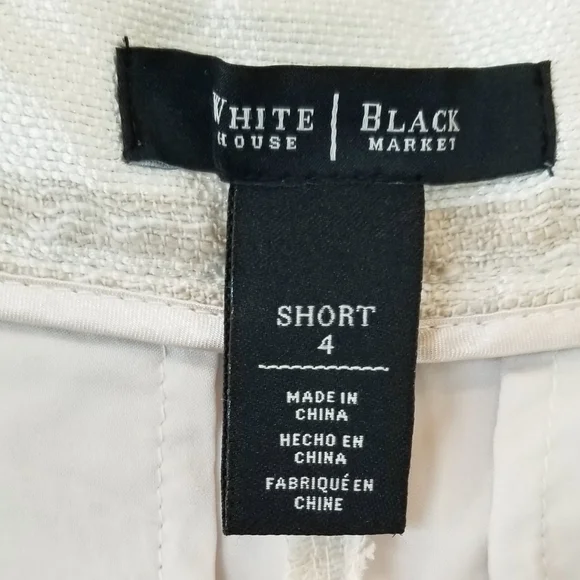 WHITE | BLACK
HOUSE | MARKET
SHORT
4
MADE IN
CHINA
HECHO EN
CHINA
FABRIQUÉ EN
CHINE